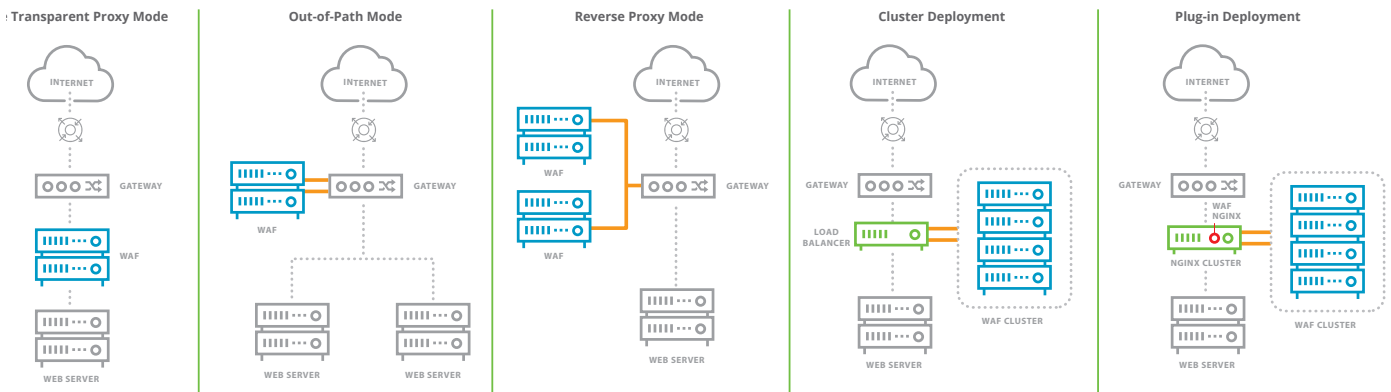 Transparent Proxy Mode
INTERNET
GATEWAY
WAF
WEB SERVER
Out-of-Path Mode
INTERNET
GATEWAY
WAF
WEB SERVER
WEB SERVER
Reverse Proxy Mode
INTERNET
WAF
GATEWAY
WAF
WEB SERVER
Cluster Deployment
INTERNET
GATEWAY
LOAD
BALANCER
WAF CLUSTER
WEB SERVER
Plug-in Deployment
INTERNET
GATEWAY
WAF
NGINX
NGINX CLUSTER
WAF CLUSTER
WEB SERVER